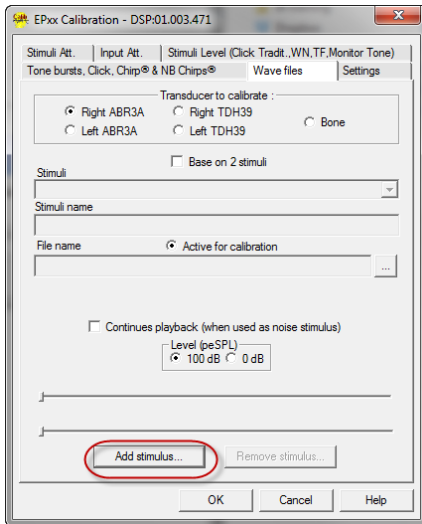 EPxx Calibration - DSP:01.003.471
Stimuli Att. Input Att. Stimuli Level (Click Tradit.,WN,TF,Monitor Tone)
Tone bursts, Click, Chirp® & NB Chirps® Wave files Settings
Transducer to calibrate :
Right ABR3A Right TDH39
Bone
Left ABR3A Left TDH39
Base on 2 stimuli
Stimuli
Stimuli name
File name Active for calibration
...
Continues playback (when used as noise stimulus)
Level (peSPL)
100 dB 0 dB
Add stimulus... Remove stimulus...
OK Cancel Help